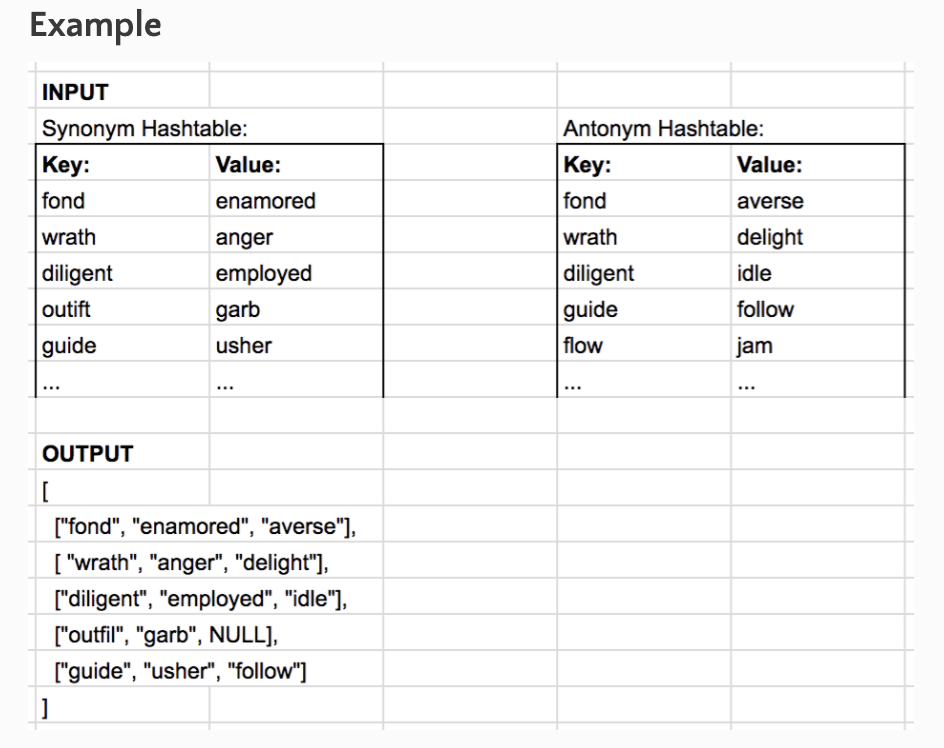 Example
INPUT
Synonym Hashtable: Antonym Hashtable:
Key: Value: Key: Value:
fond enamored fond averse
wrath anger wrath delight
diligent employed diligent idle
outift garb guide follow
guide usher flow jam
... ... ... ...
OUTPUT
[
["fond", "enamored", "averse"],
[ "wrath", "anger", "delight"],
["diligent", "employed", "idle"],
["outfil", "garb", NULL],
["guide", "usher", "follow"]
]